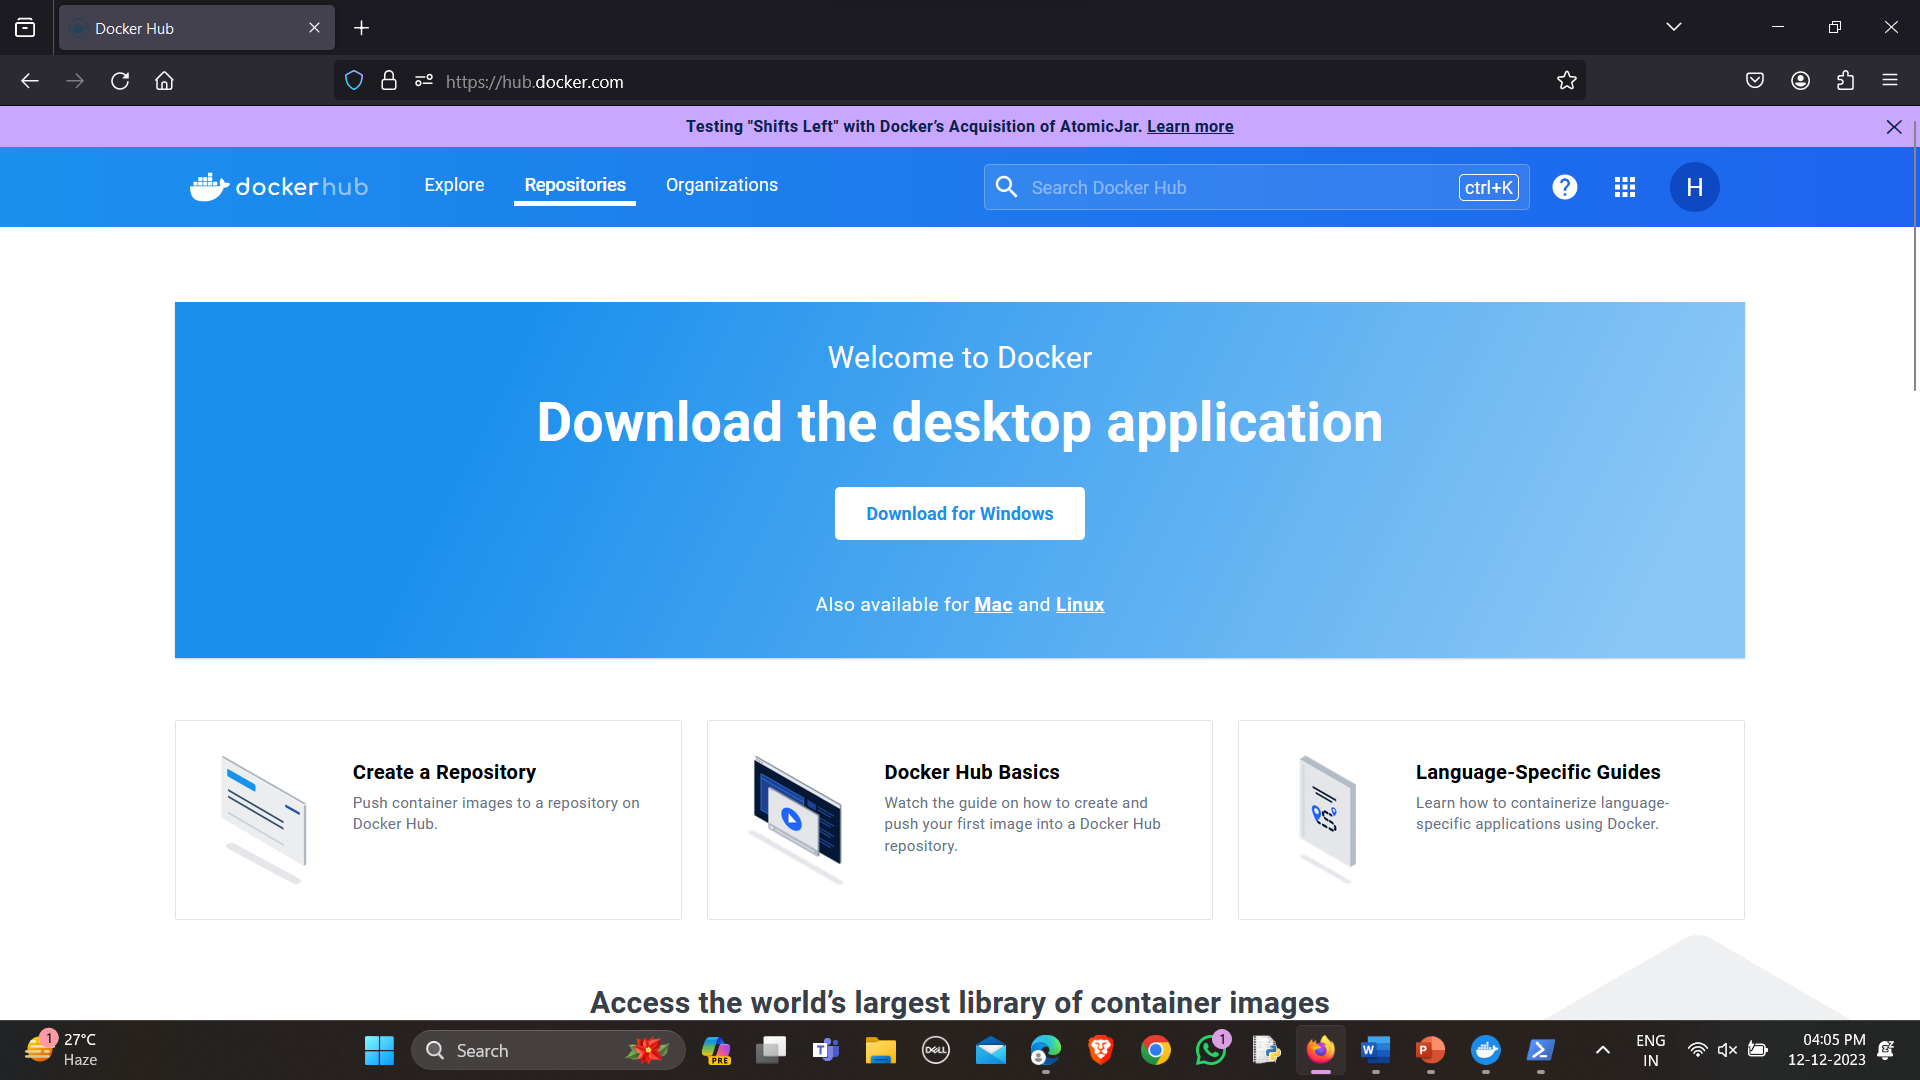 Docker Hub
https://hub.docker.com
Testing "Shifts Left" with Docker’s Acquisition of AtomicJar. Learn more
dockerhub
Explore
Repositories
Organizations
Search Docker Hub
ctrl+K
?
H
Welcome to Docker
Download the desktop application
Download for Windows
Also available for Mac and Linux
Create a Repository
Push container images to a repository on
Docker Hub.
Docker Hub Basics
Watch the guide on how to create and
push your first image into a Docker Hub
repository.
Language-Specific Guides
Learn how to containerize language-
specific applications using Docker.
Access the world’s largest library of container images
1
27°C
Haze
Search
PRE
T
DELL
1
W
P
ENG
IN
04:05 PM
12-12-2023